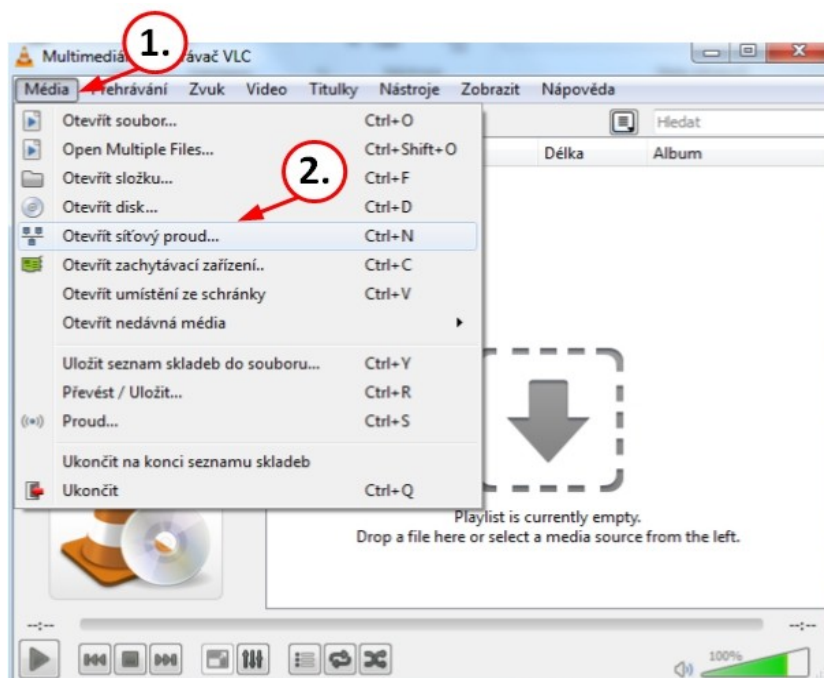 1.
Multimediá ávač VLC
Média Přehrávání Zvuk Video Titulky Nástroje Zobrazit Nápověda
Otevřít soubor... Ctrl+O
Hledat
Open Multiple Files... Ctrl+Shift+O
Délka Album
2.
Otevřít složku... Ctrl+F
Otevřít disk... Ctrl+D
Otevřít síťový proud... Ctrl+N
Otevřít zachytávací zařízení.. Ctrl+C
Otevřít umístění ze schránky Ctrl+V
Otevřít nedávná média
Uložit seznam skladeb do souboru... Ctrl+Y
Převést / Uložit... Ctrl+R
Proud... Ctrl+S
Ukončit na konci seznamu skladeb
Ukončit Ctrl+Q
Playlist is currently empty.
Drop a file here or select a media source from the left.
--:-- --:--
100%